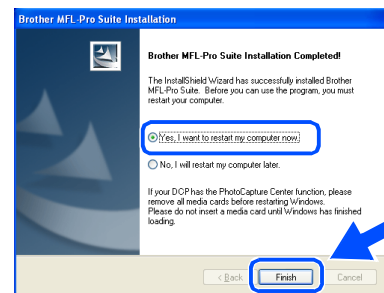 Brother MFL-Pro Suite Installation
Brother MFL-Pro Suite Installation Completed!
The InstallShield Wizard has successfully installed Brother
MFL-Pro Suite. Before you can use the program, you must
restart your computer.
Yes, I want to restart my computer now.
No, I will restart my computer later.
If your DCP has the PhotoCapture Center function, please
remove all media cards before restarting Windows.
Please do not insert a media card until Windows has finished
loading.
< Back Finish Cancel